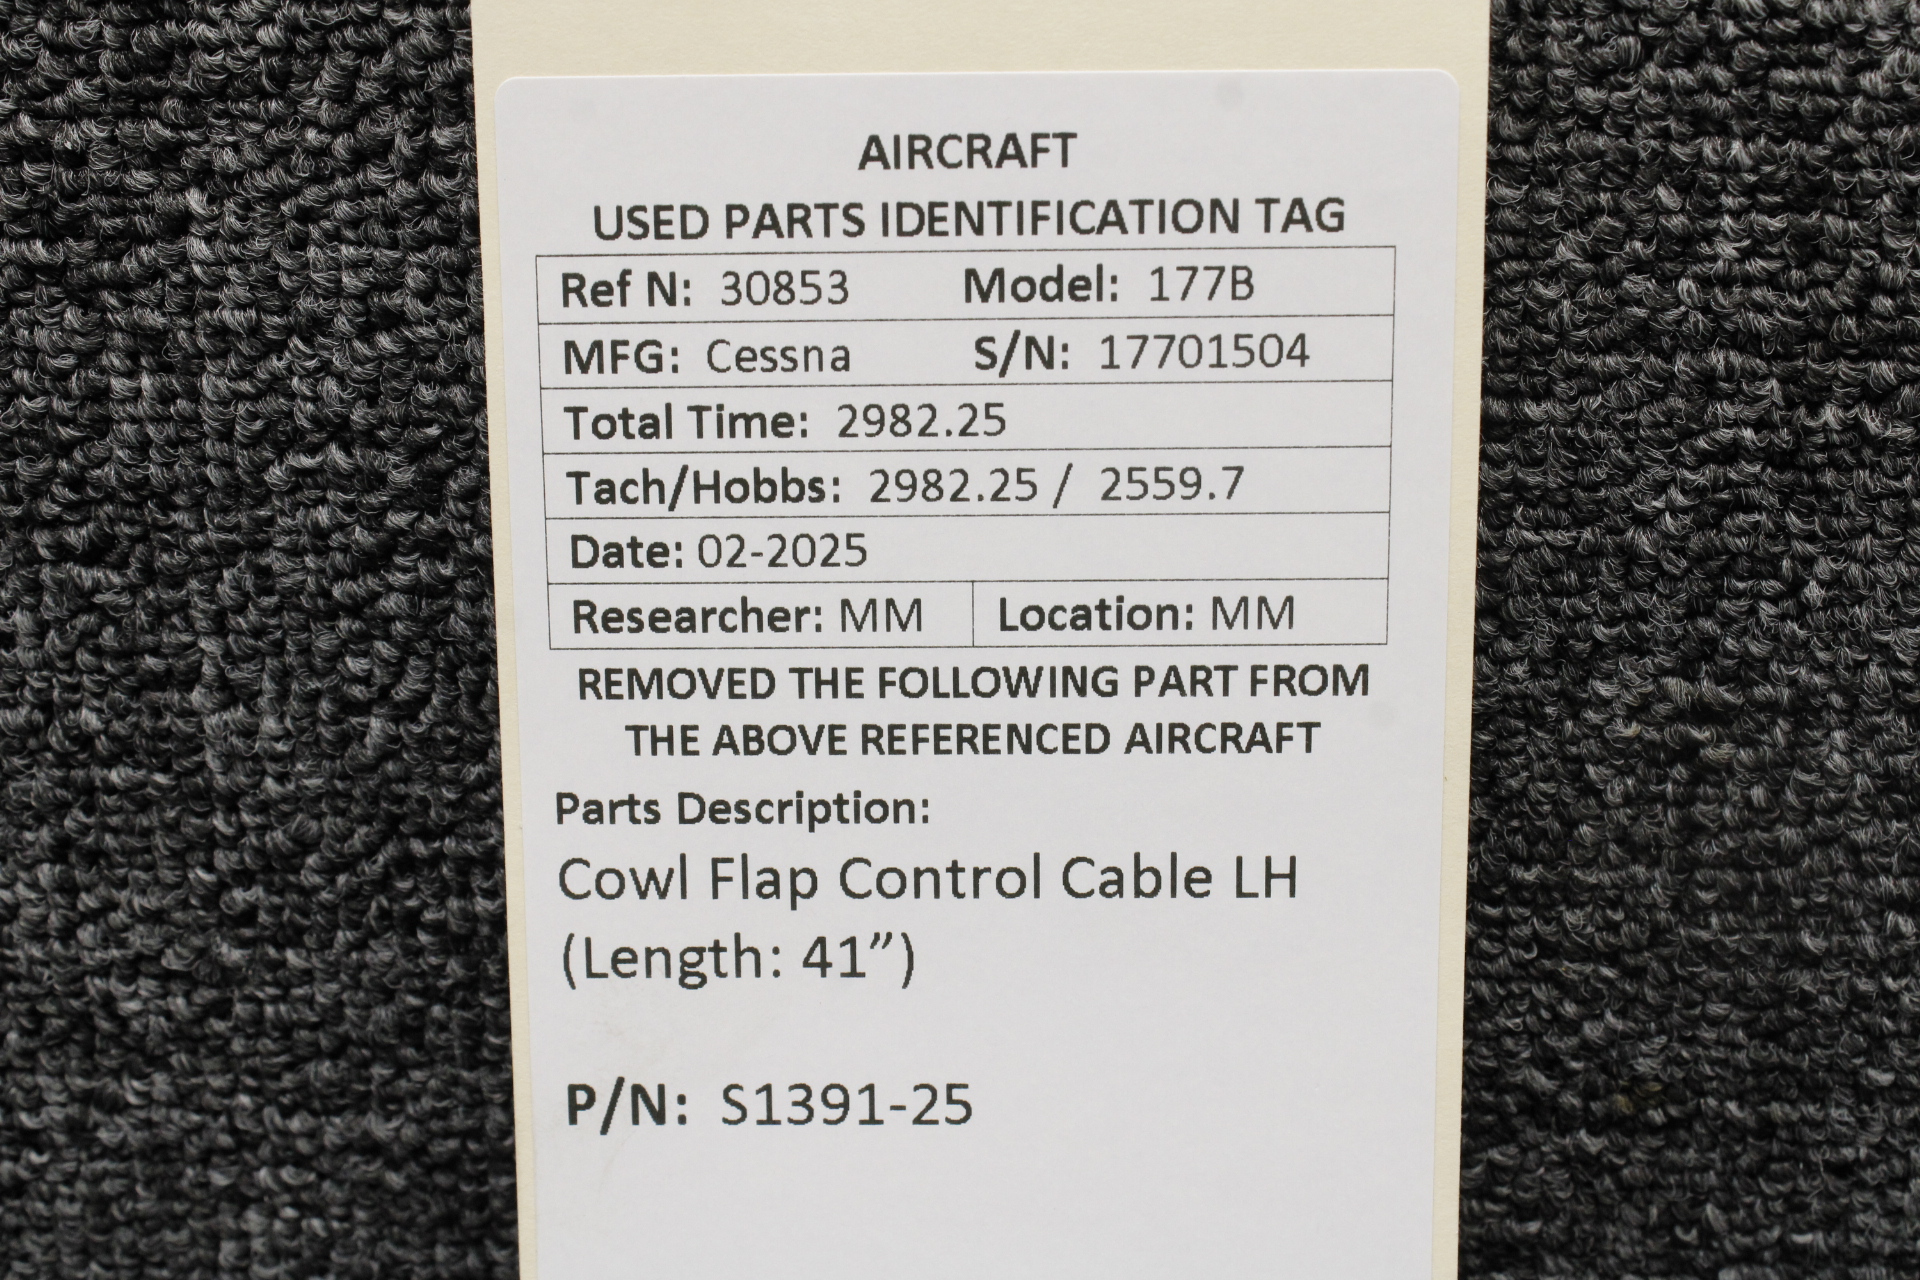 AIRCRAFT
USED PARTS IDENTIFICATION TAG
Ref N: 30853 Model: 177B
MFG: Cessna S/N: 17701504
Total Time: 2982.25
Tach/Hobbs: 2982.25 / 2559.7
Date: 02-2025
Researcher: MM Location: MM
REMOVED THE FOLLOWING PART FROM
THE ABOVE REFERENCED AIRCRAFT
Parts Description:
Cowl Flap Control Cable LH
(Length: 41”)
P/N: S1391-25